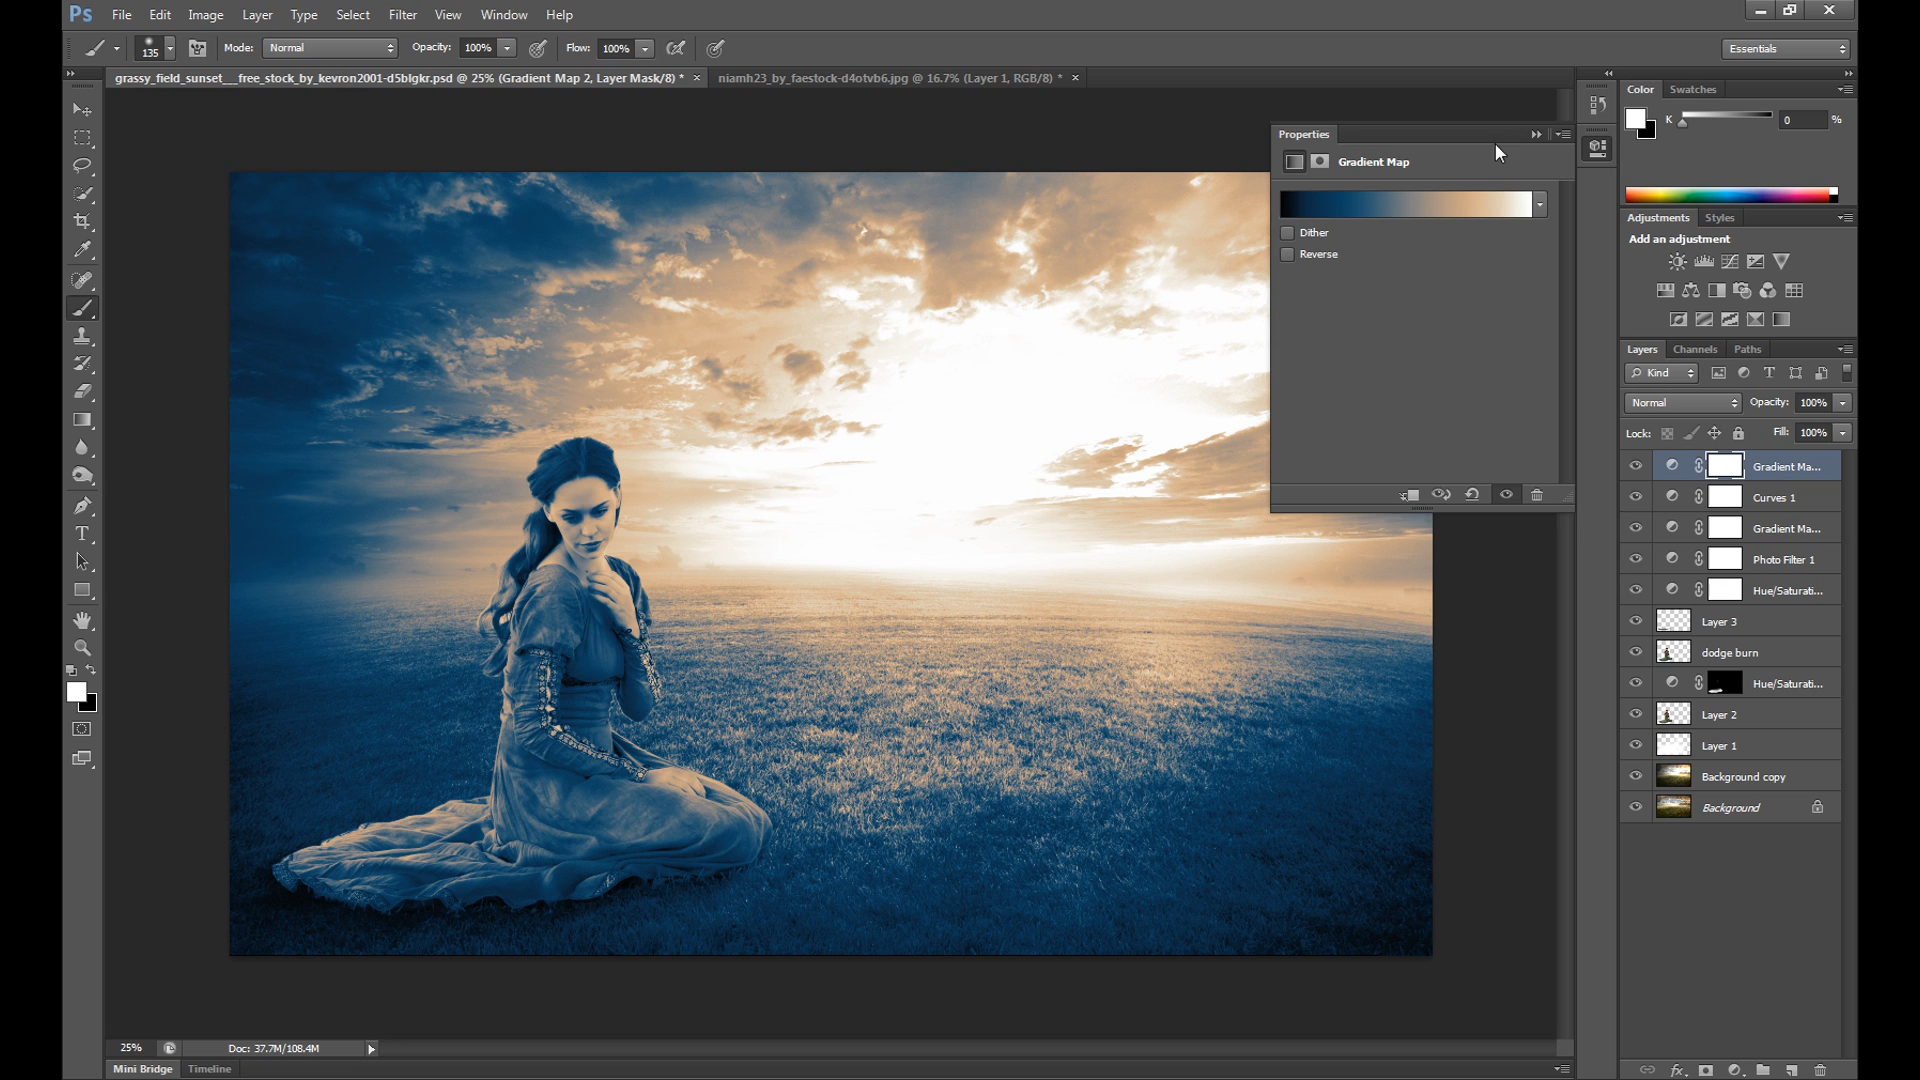 Ps File Edit Image Layer Type Select Filter View Window Help
135 Mode: Normal Opacity: 100% Flow: 100% Essentials
grassy_field_sunset___free_stock_by_kevron2001-d5blgkr.psd @ 25% (Gradient Map 2, Layer Mask/8) * × niamh23_by_faestock-d4otvb6.jpg @ 16.7% (Layer 1, RGB/8) * ×
Color Swatches
K 0 %
Properties
Gradient Map
Dither
Reverse
Adjustments Styles
Add an adjustment
Layers Channels Paths
Kind
Normal Opacity: 100%
Lock: Fill: 100%
Gradient Ma...
Curves 1
Gradient Ma...
Photo Filter 1
Hue/Saturati...
Layer 3
dodge burn
Hue/Saturati...
Layer 2
Layer 1
Background copy
Background
25% Doc: 37.7M/108.4M
Mini Bridge Timeline
fx